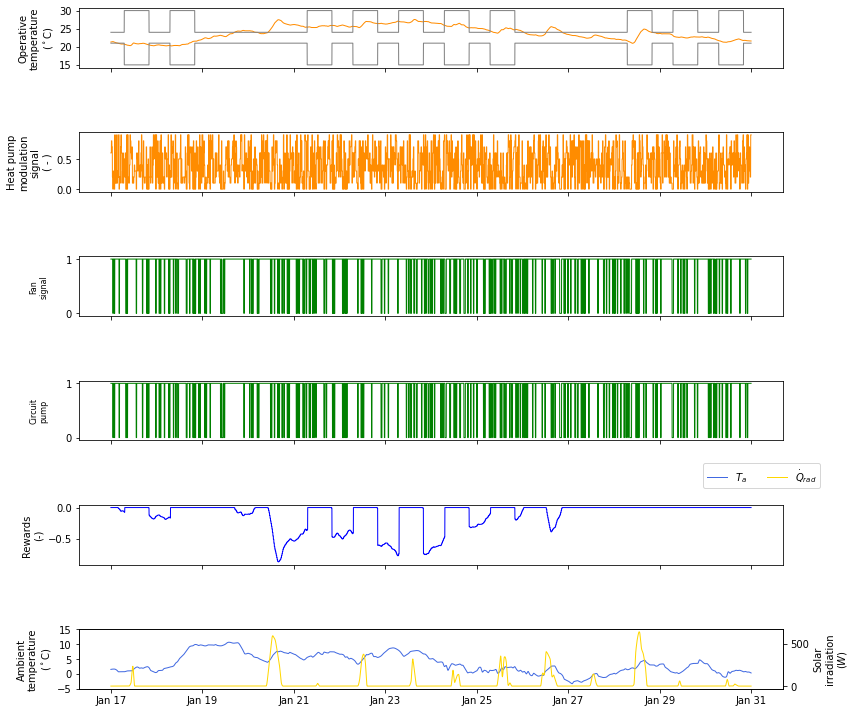 Operative
temperature
(°C)
30
25
20
15
Heat pump
modulation
signal
( - )
0.5
0.0
Fan
signal
1
0
Circuit
pump
1
0
T_a
Q̇_rad
Rewards
(-)
0.0
−0.5
Ambient
temperature
(°C)
15
10
5
0
−5
500
0
Solar
irradiation
(W)
Jan 17 Jan 19 Jan 21 Jan 23 Jan 25 Jan 27 Jan 29 Jan 31